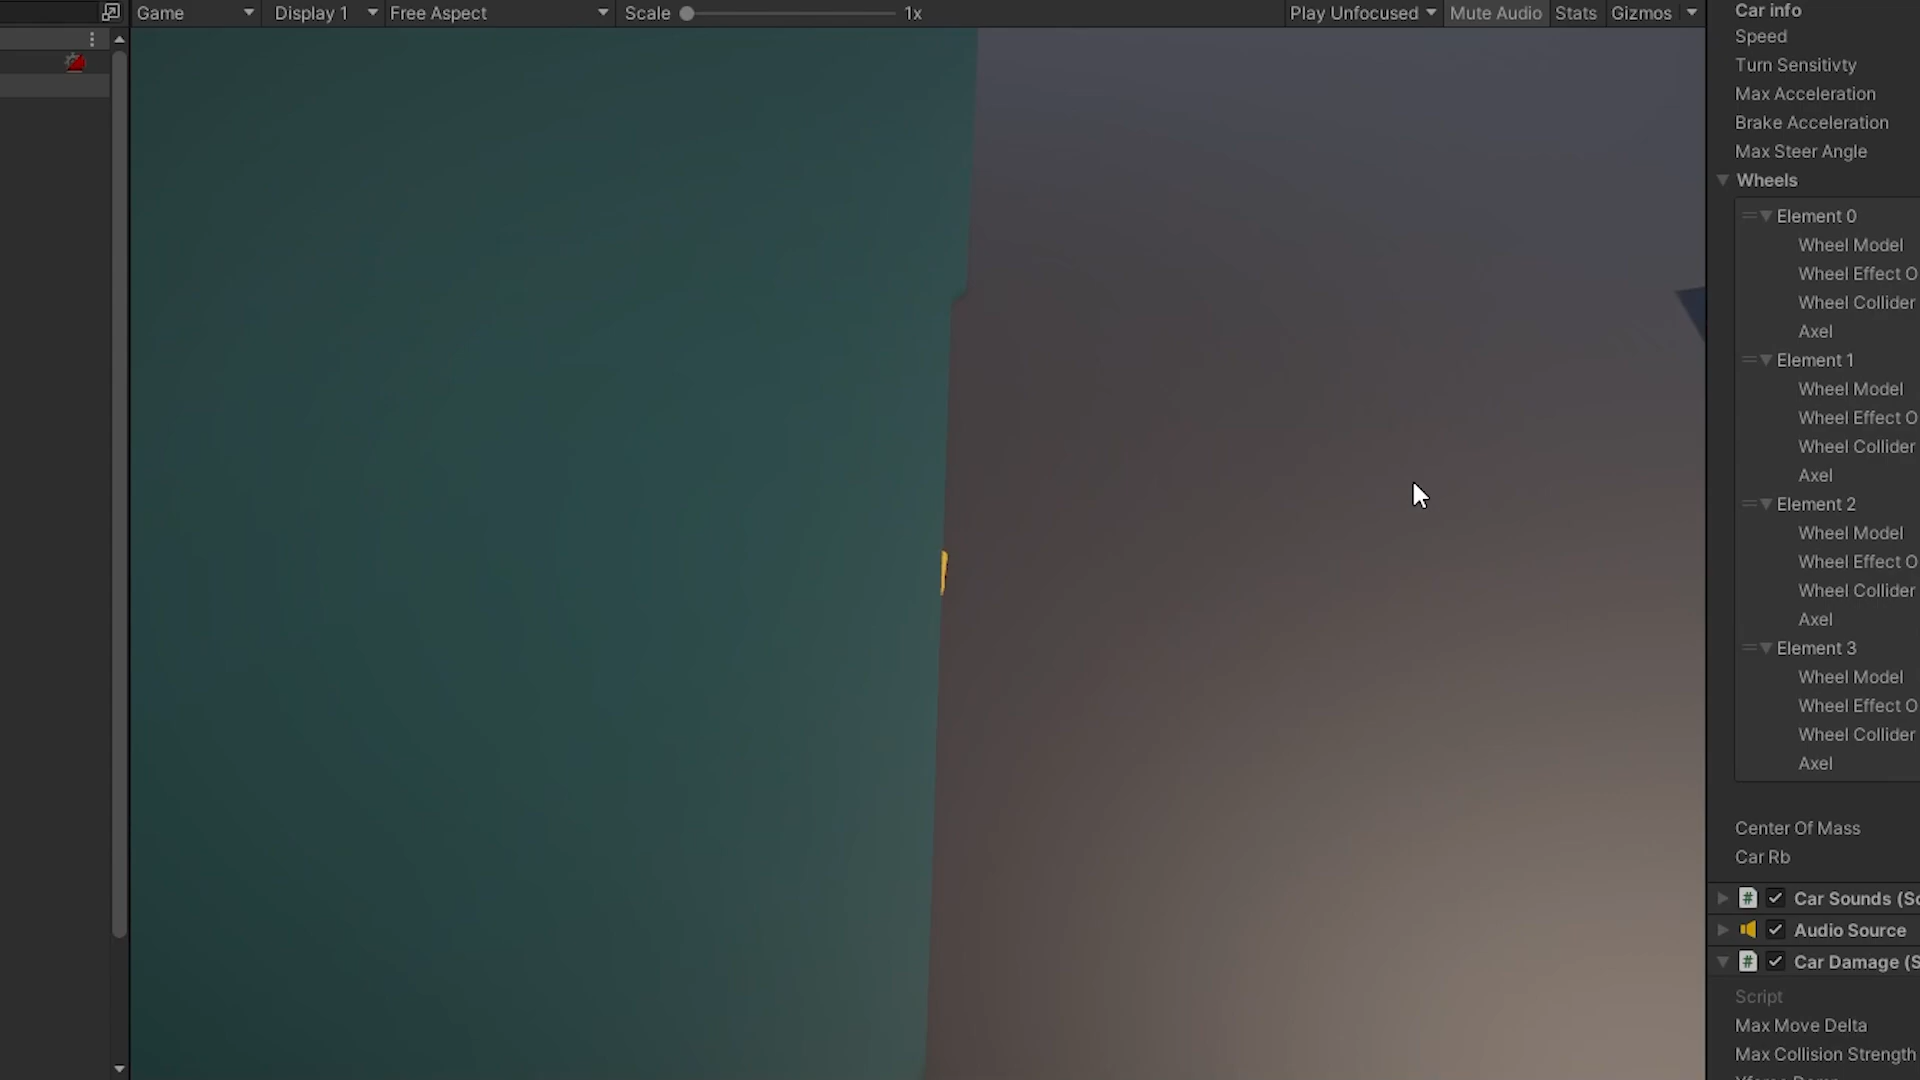 Game Display 1 Free Aspect Scale 1x Play Unfocused Mute Audio Stats Gizmos
Car info
Speed
Turn Sensitivty
Max Acceleration
Brake Acceleration
Max Steer Angle
Wheels
Element 0
Wheel Model
Wheel Effect O
Wheel Collider
Axel
Element 1
Wheel Model
Wheel Effect O
Wheel Collider
Axel
Element 2
Wheel Model
Wheel Effect O
Wheel Collider
Axel
Element 3
Wheel Model
Wheel Effect O
Wheel Collider
Axel
Center Of Mass
Car Rb
Car Sounds (Sc
Audio Source
Car Damage (S
Script
Max Move Delta
Max Collision Strength